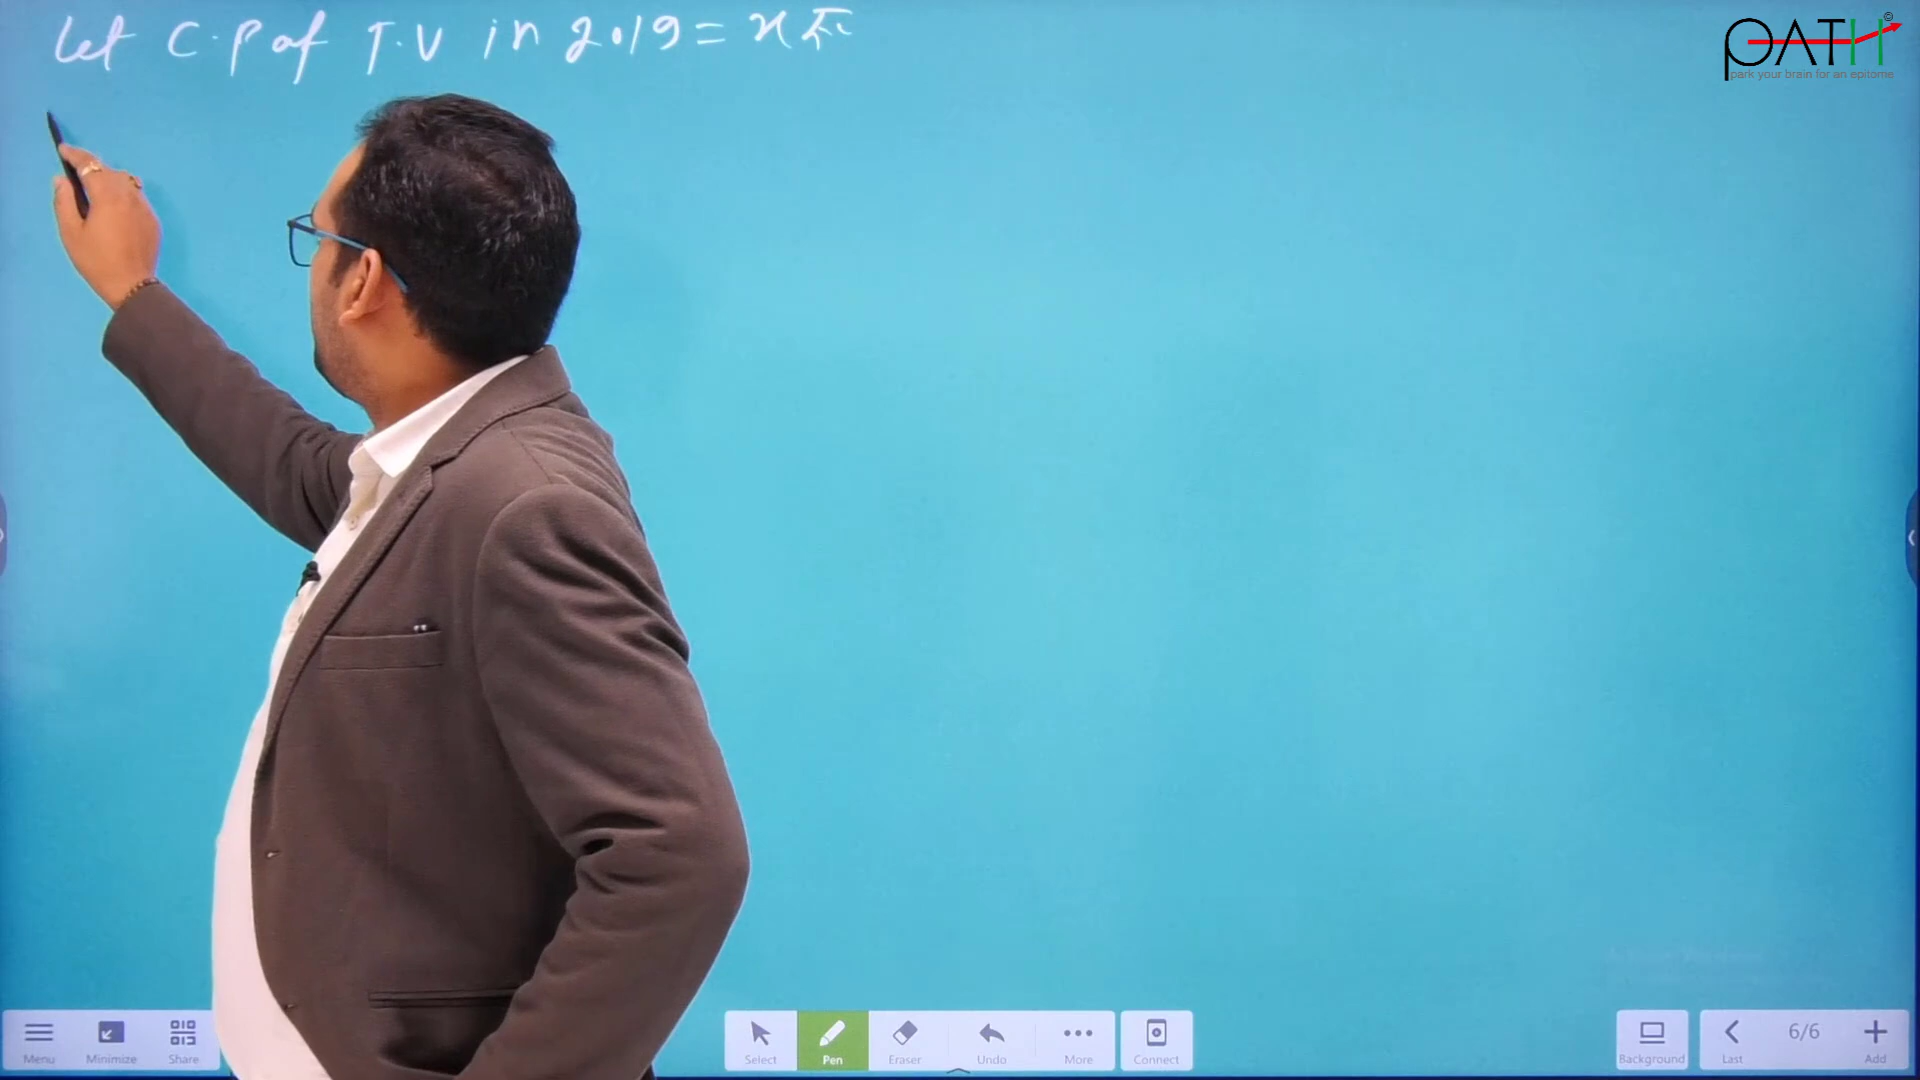 Let C.P of T.V in 2019 = x रु
PATH©
park your brain for an epitome
Menu
Minimize
Share
Select
Pen
Eraser
Undo
More
Connect
Background
Last
6/6
Add